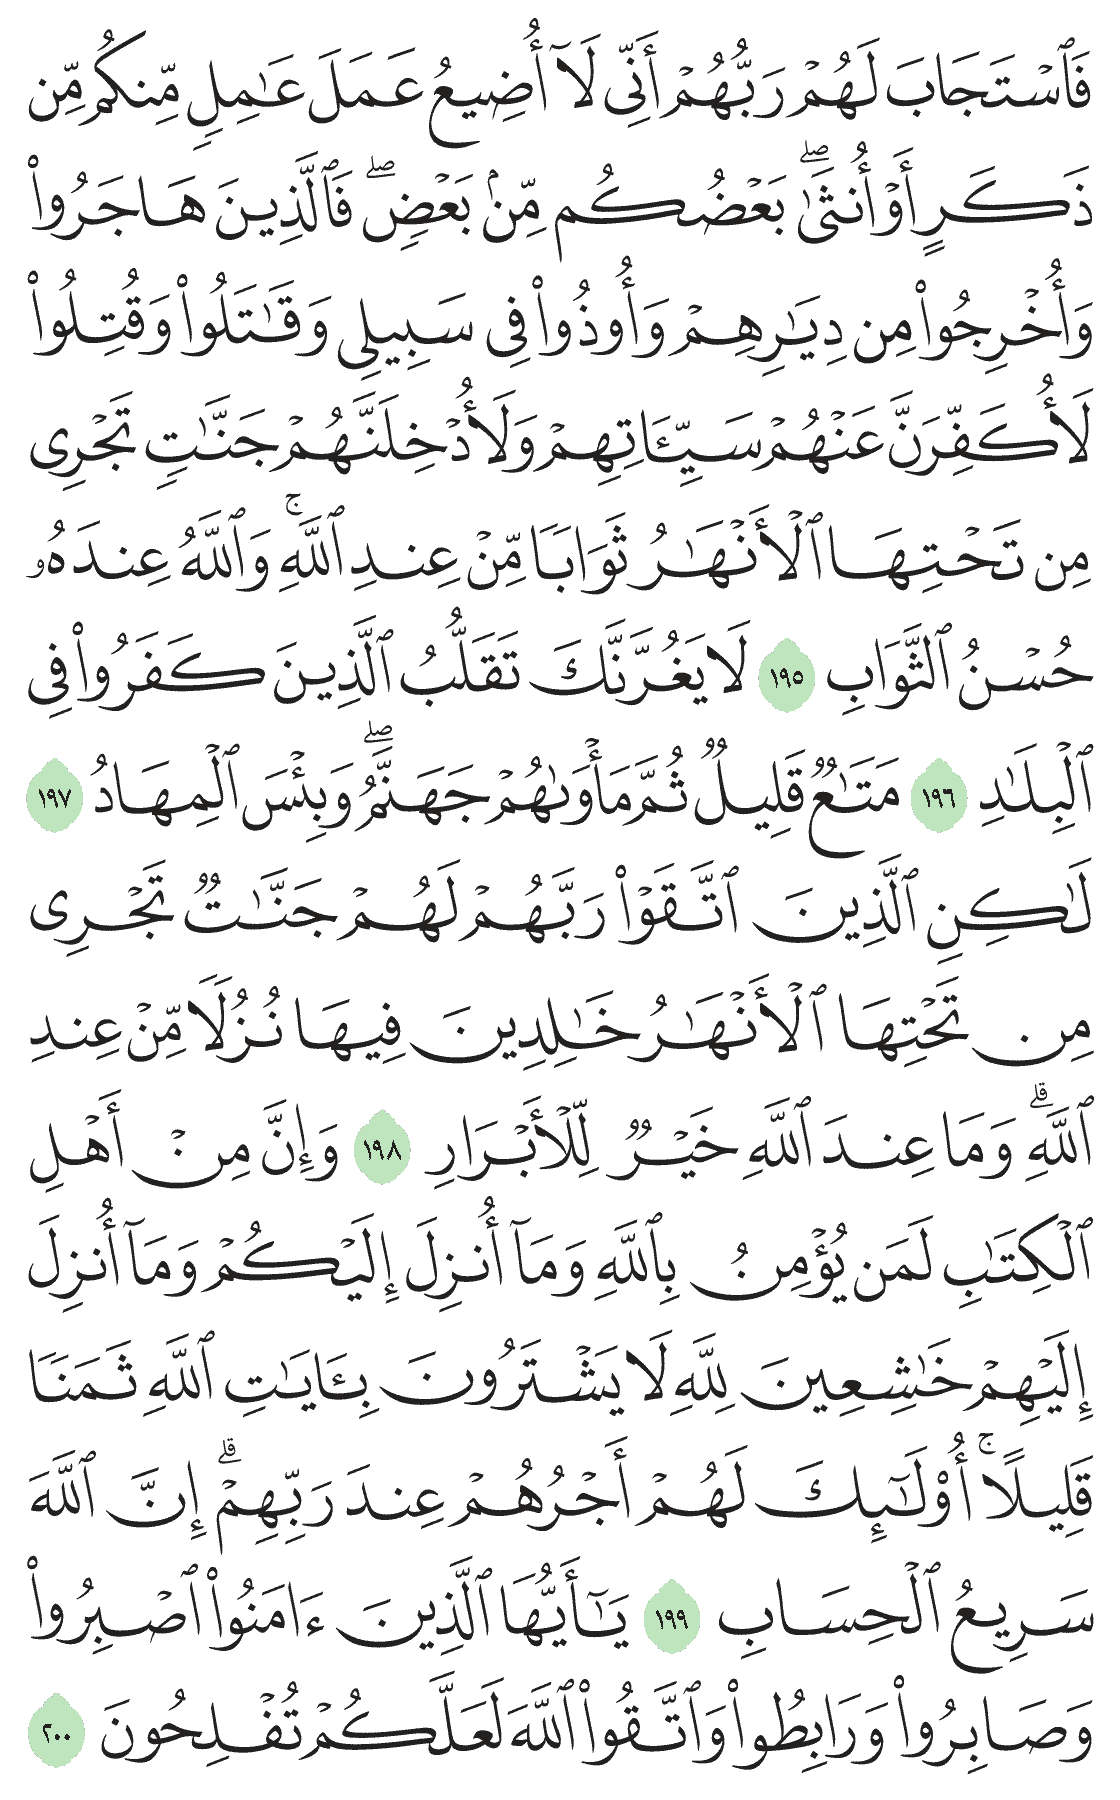 فَٱسۡتَجَابَ لَهُمۡ رَبُّهُمۡ أَنِّي لَآ أُضِيعُ عَمَلَ عَٰمِلٖ مِّنكُم مِّن
ذَكَرٍ أَوۡ أُنثَىٰۖ بَعۡضُكُم مِّنۢ بَعۡضٖۖ فَٱلَّذِينَ هَاجَرُواْ
وَأُخۡرِجُواْ مِن دِيَٰرِهِمۡ وَأُوذُواْ فِي سَبِيلِي وَقَٰتَلُواْ وَقُتِلُواْ
لَأُكَفِّرَنَّ عَنۡهُمۡ سَيِّـَٔاتِهِمۡ وَلَأُدۡخِلَنَّهُمۡ جَنَّٰتٖ تَجۡرِي
مِن تَحۡتِهَا ٱلۡأَنۡهَٰرُ ثَوَابٗا مِّنۡ عِندِ ٱللَّهِۚ وَٱللَّهُ عِندَهُۥ
حُسۡنُ ٱلثَّوَابِ ١٩٥ لَا يَغُرَّنَّكَ تَقَلُّبُ ٱلَّذِينَ كَفَرُواْ فِي
ٱلۡبِلَٰدِ ١٩٦ مَتَٰعٞ قَلِيلٞ ثُمَّ مَأۡوَىٰهُمۡ جَهَنَّمُۖ وَبِئۡسَ ٱلۡمِهَادُ ١٩٧
لَٰكِنِ ٱلَّذِينَ ٱتَّقَوۡاْ رَبَّهُمۡ لَهُمۡ جَنَّٰتٞ تَجۡرِي
مِن تَحۡتِهَا ٱلۡأَنۡهَٰرُ خَٰلِدِينَ فِيهَا نُزُلٗا مِّنۡ عِندِ
ٱللَّهِۗ وَمَا عِندَ ٱللَّهِ خَيۡرٞ لِّلۡأَبۡرَارِ ١٩٨ وَإِنَّ مِنۡ أَهۡلِ
ٱلۡكِتَٰبِ لَمَن يُؤۡمِنُ بِٱللَّهِ وَمَآ أُنزِلَ إِلَيۡكُمۡ وَمَآ أُنزِلَ
إِلَيۡهِمۡ خَٰشِعِينَ لِلَّهِ لَا يَشۡتَرُونَ بِـَٔايَٰتِ ٱللَّهِ ثَمَنٗا
قَلِيلًاۚ أُوْلَٰٓئِكَ لَهُمۡ أَجۡرُهُمۡ عِندَ رَبِّهِمۡۗ إِنَّ ٱللَّهَ
سَرِيعُ ٱلۡحِسَابِ ١٩٩ يَٰٓأَيُّهَا ٱلَّذِينَ ءَامَنُواْ ٱصۡبِرُواْ
وَصَابِرُواْ وَرَابِطُواْ وَٱتَّقُواْ ٱللَّهَ لَعَلَّكُمۡ تُفۡلِحُونَ ٢٠٠